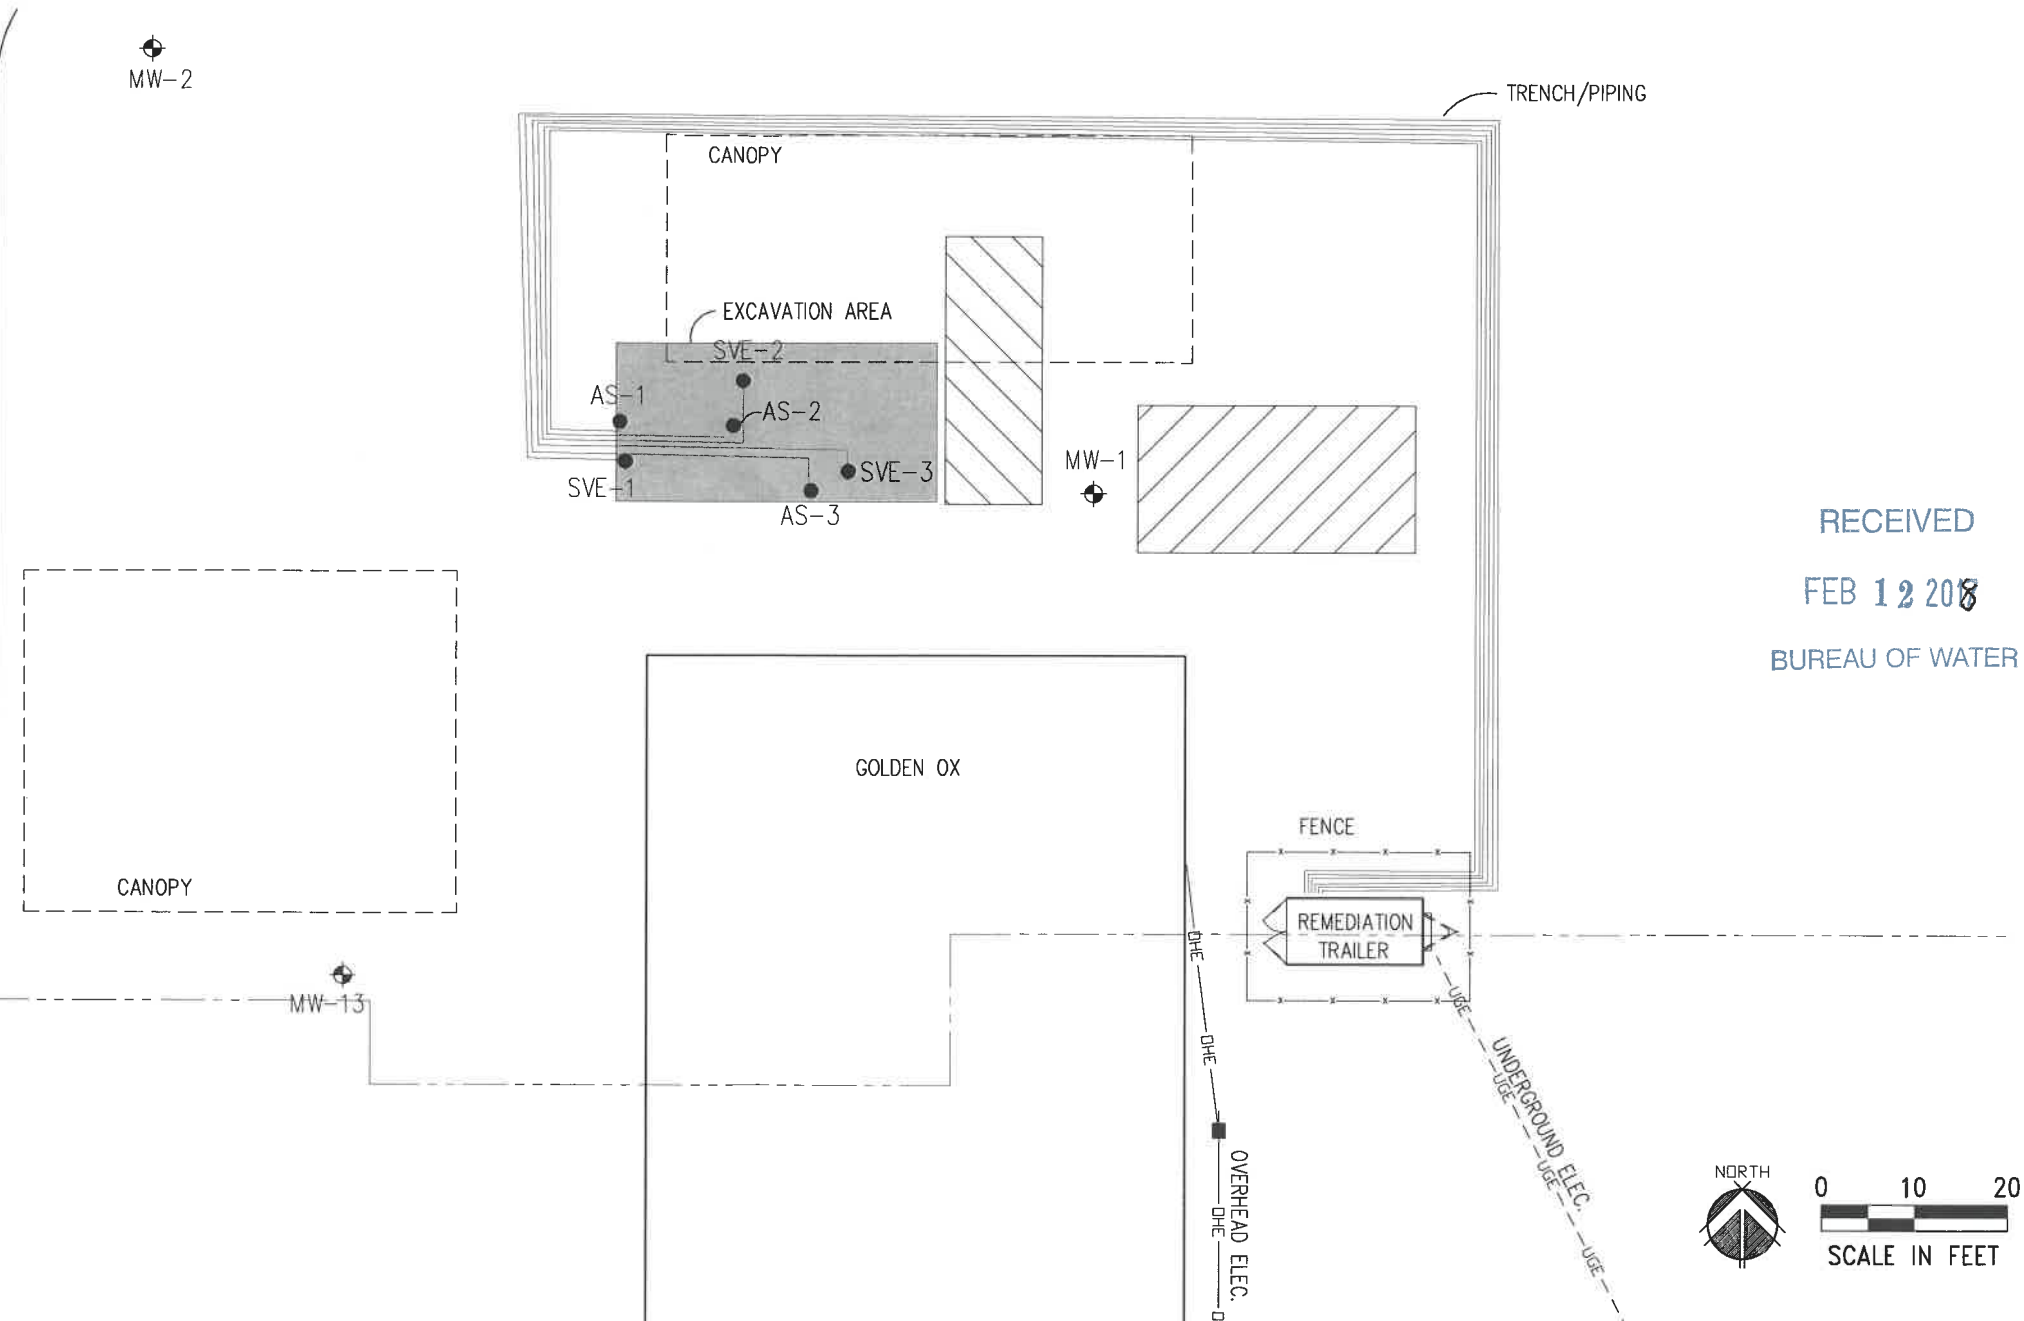 MW-2
TRENCH/PIPING
CANOPY
EXCAVATION AREA
SVE-2
AS-1
AS-2
MW-1
SVE-3
SVE-1
AS-3
RECEIVED
FEB 12 2018
BUREAU OF WATER
GOLDEN OX
FENCE
CANOPY
REMEDIATION
TRAILER
OHE
MW-13
UGE
OHE
UNDERGROUND ELEC.
UGE
UGE
OVERHEAD ELEC.
OHE
UGE
NORTH
0 10 20
SCALE IN FEET